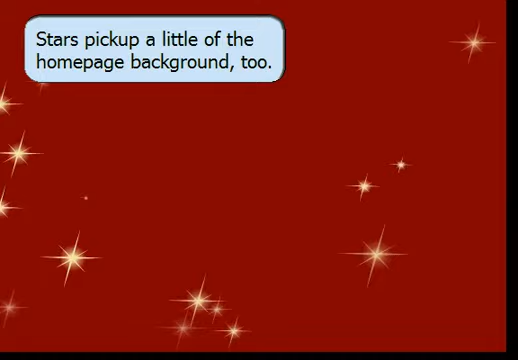 Stars pickup a little of the
homepage background, too.